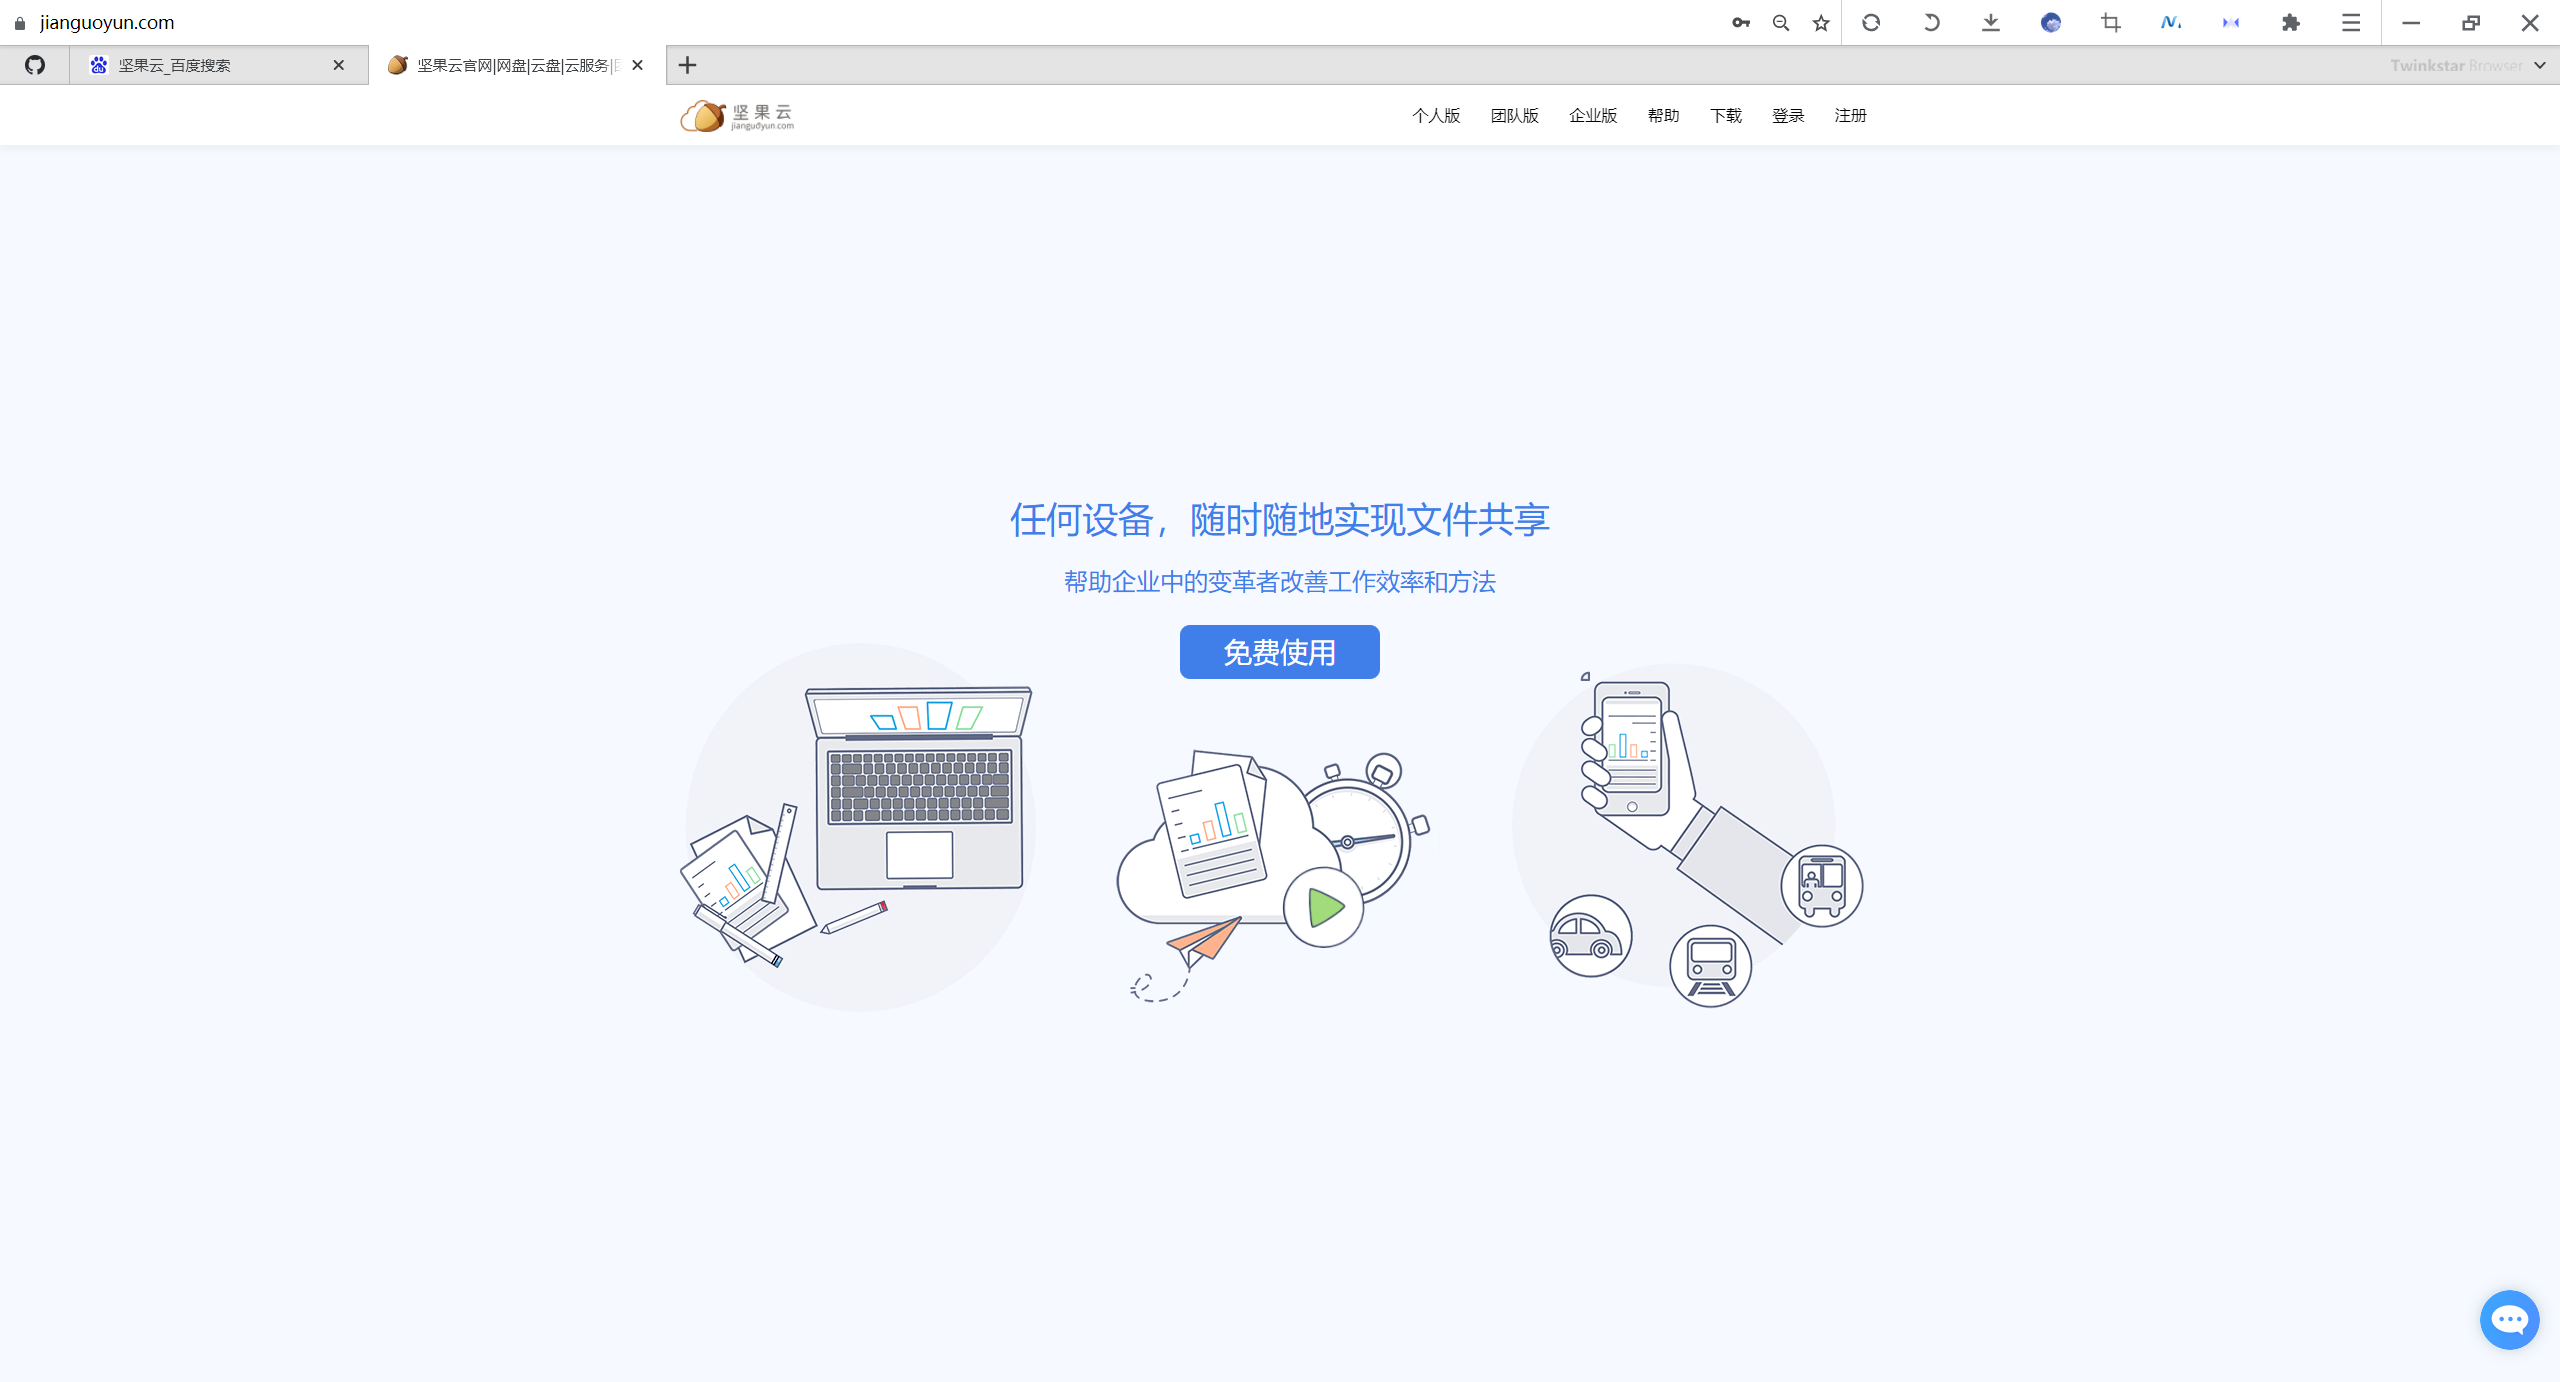 jianguoyun.com
坚果云_百度搜索
坚果云官网|网盘|云盘|云服务|
Twinkstar Browser
坚果云
jianguoyun.com
个人版 团队版 企业版 帮助 下载 登录 注册
任何设备，随时随地实现文件共享
帮助企业中的变革者改善工作效率和方法
免费使用